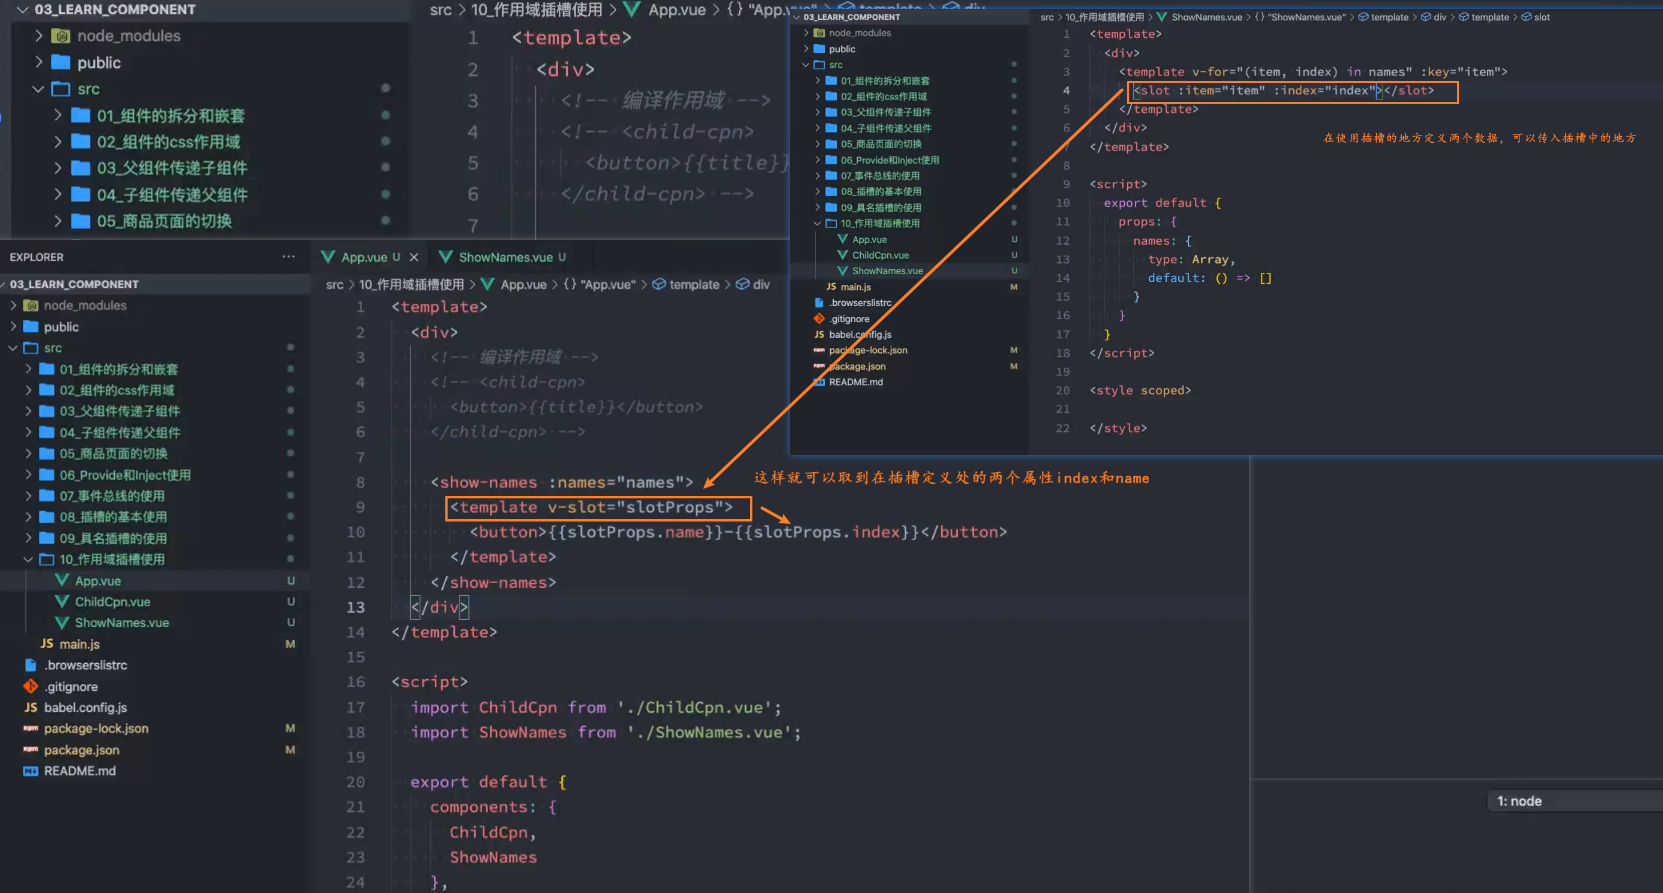 03_LEARN_COMPONENT
node_modules
public
src
01_组件的拆分和嵌套
02_组件的css作用域
03_父组件传递子组件
04_子组件传递父组件
05_商品页面的切换
src > 10_作用域插槽使用 > App.vue > {} "App.vue" > template > div
1 <template>
2 <div>
3 <!-- 编译作用域 -->
4 <!-- <child-cpn>
5 <button>{{title}}
6 </child-cpn> -->
7
03_LEARN_COMPONENT
node_modules
public
src
01_组件的拆分和嵌套
02_组件的css作用域
03_父组件传递子组件
04_子组件传递父组件
05_商品页面的切换
06_Provide和Inject使用
07_事件总线的使用
08_插槽的基本使用
09_具名插槽的使用
10_作用域插槽使用
App.vue U
ChildCpn.vue U
ShowNames.vue U
JS main.js M
.browserslistrc
.gitignore
JS babel.config.js
package-lock.json M
package.json M
README.md
src > 10_作用域插槽使用 > ShowNames.vue > {} "ShowNames.vue" > template > div > template > slot
1 <template>
2 <div>
3 <template v-for="(item, index) in names" :key="item">
4 <slot :item="item" :index="index"></slot>
5 </template>
6 </div>
7 </template>
8
9 <script>
10 export default {
11 props: {
12 names: {
13 type: Array,
14 default: () => []
15 }
16 }
17 }
18 </script>
19
20 <style scoped>
21
22 </style>
在使用插槽的地方定义两个数据，可以传入插槽中的地方
EXPLORER ···
03_LEARN_COMPONENT
node_modules
public
src
01_组件的拆分和嵌套
02_组件的css作用域
03_父组件传递子组件
04_子组件传递父组件
05_商品页面的切换
06_Provide和Inject使用
07_事件总线的使用
08_插槽的基本使用
09_具名插槽的使用
10_作用域插槽使用
App.vue U
ChildCpn.vue U
ShowNames.vue U
JS main.js M
.browserslistrc
.gitignore
JS babel.config.js
package-lock.json M
package.json M
README.md
App.vue U × ShowNames.vue U
src > 10_作用域插槽使用 > App.vue > {} "App.vue" > template > div
1 <template>
2 <div>
3 <!-- 编译作用域 -->
4 <!-- <child-cpn>
5 <button>{{title}}</button>
6 </child-cpn> -->
7
8 <show-names :names="names">
9 <template v-slot="slotProps">
10 <button>{{slotProps.name}}-{{slotProps.index}}</button>
11 </template>
12 </show-names>
13 </div>
14 </template>
15
16 <script>
17 import ChildCpn from './ChildCpn.vue';
18 import ShowNames from './ShowNames.vue';
19
20 export default {
21 components: {
22 ChildCpn,
23 ShowNames
24 },
这样就可以取到在插槽定义处的两个属性index和name
1: node